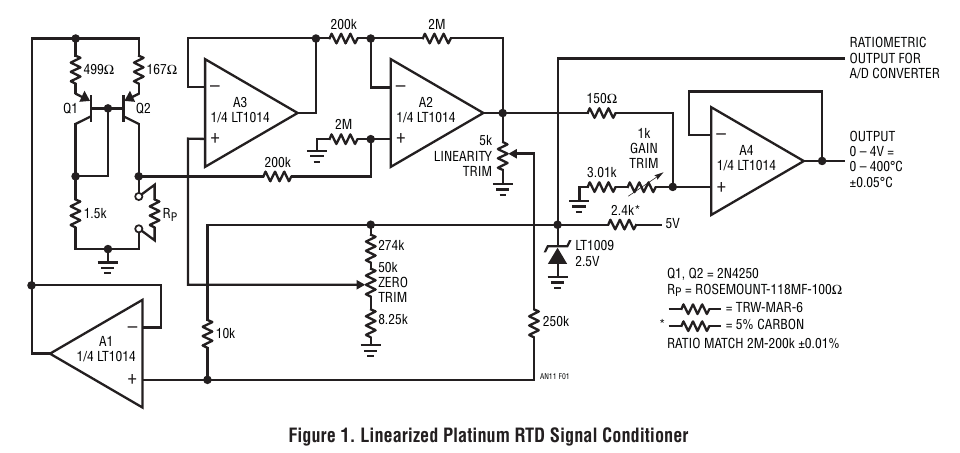 200k
2M
RATIOMETRIC
OUTPUT FOR
A/D CONVERTER
499Ω
167Ω
Q1
Q2
A3
1/4 LT1014
A2
1/4 LT1014
150Ω
1k
GAIN
TRIM
A4
1/4 LT1014
OUTPUT
0 – 4V =
0 – 400°C
±0.05°C
2M
5k
LINEARITY
TRIM
200k
3.01k
1.5k
RP
2.4k*
5V
274k
50k
ZERO
TRIM
8.25k
LT1009
2.5V
Q1, Q2 = 2N4250
RP = ROSEMOUNT-118MF-100Ω
= TRW-MAR-6
* = 5% CARBON
RATIO MATCH 2M-200k ±0.01%
10k
250k
A1
1/4 LT1014
AN11 F01
Figure 1. Linearized Platinum RTD Signal Conditioner